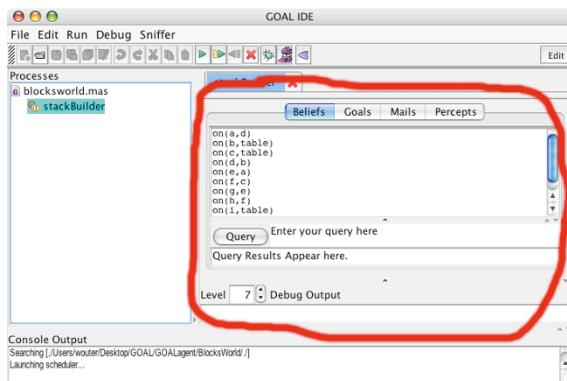 GOAL IDE
File Edit Run Debug Sniffer
Edit
Processes
blocksworld.mas
stackBuilder
stackBuilder
Beliefs Goals Mails Percepts
on(a,d)
on(b,table)
on(c,table)
on(d,b)
on(e,a)
on(f,c)
on(g,e)
on(h,f)
on(i,table)
Query Enter your query here
Query Results Appear here.
Level 7 Debug Output
Console Output
Searching [./Users/wouter/Desktop/GOAL/GOALagent/BlocksWorld/./]
Launching scheduler...